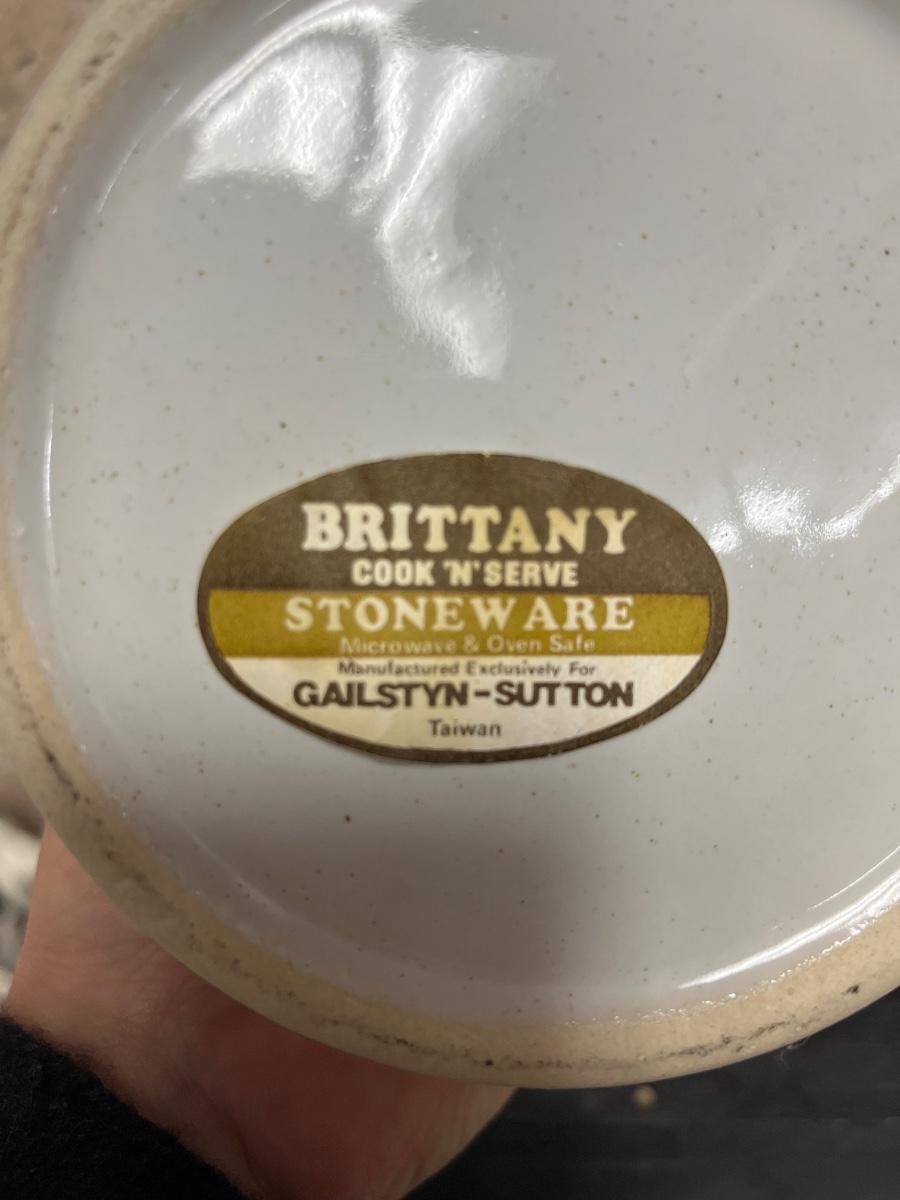 BRITTANY
COOK 'N' SERVE
STONEWARE
Microwave & Oven Safe
Manufactured Exclusively For
GAILSTYN-SUTTON
Taiwan